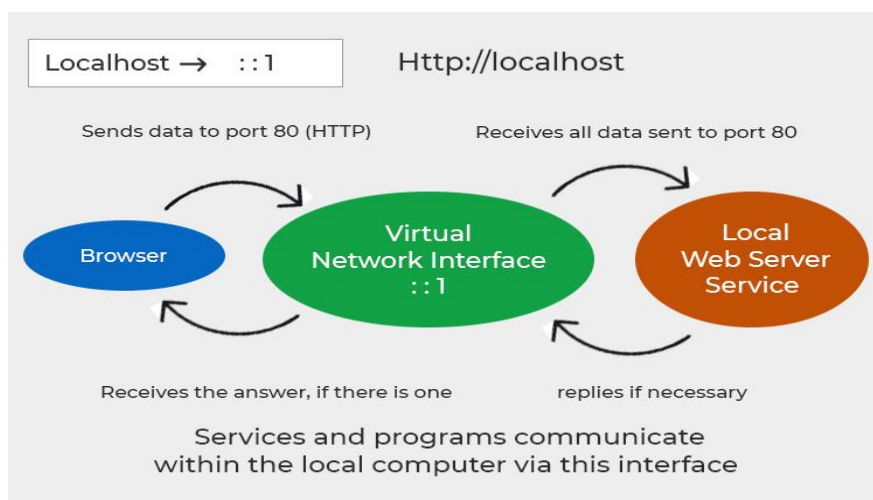 Localhost → ::1
Http://localhost
Sends data to port 80 (HTTP)
Receives all data sent to port 80
Browser
Virtual
Network Interface
::1
Local
Web Server
Service
Receives the answer, if there is one
replies if necessary
Services and programs communicate
within the local computer via this interface